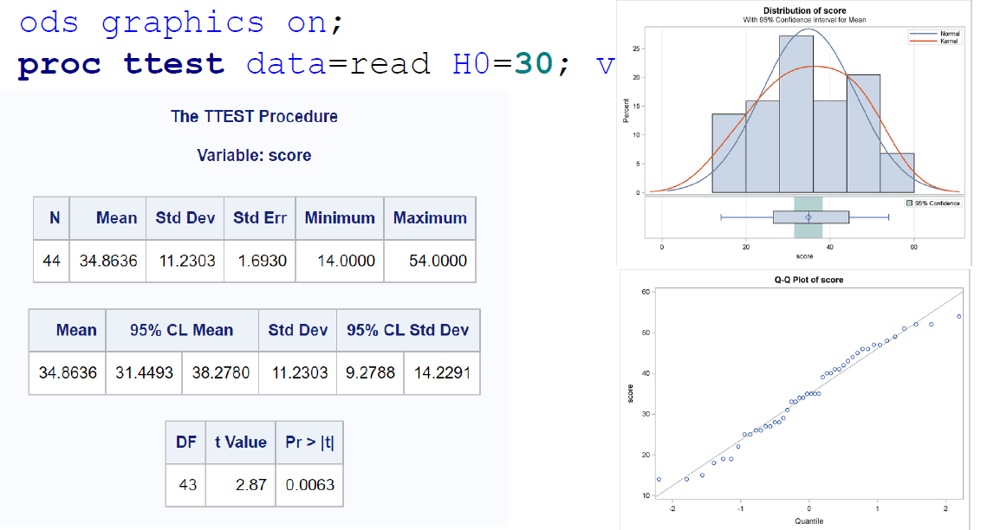 ods graphics on;
proc ttest data=read H0=30; v
The TTEST Procedure
Variable: score
N Mean Std Dev Std Err Minimum Maximum
44 34.8636 11.2303 1.6930 14.0000 54.0000
Mean 95% CL Mean Std Dev 95% CL Std Dev
34.8636 31.4493 38.2780 11.2303 9.2788 14.2291
DF t Value Pr > |t|
43 2.87 0.0063
Distribution of score
With 95% Confidence Interval for Mean
Normal
Kernel
Percent
25
20
15
10
5
0
95% Confidence
0 20 40 60
score
Q-Q Plot of score
score
60
50
40
30
20
10
-2 -1 0 1 2
Quantile